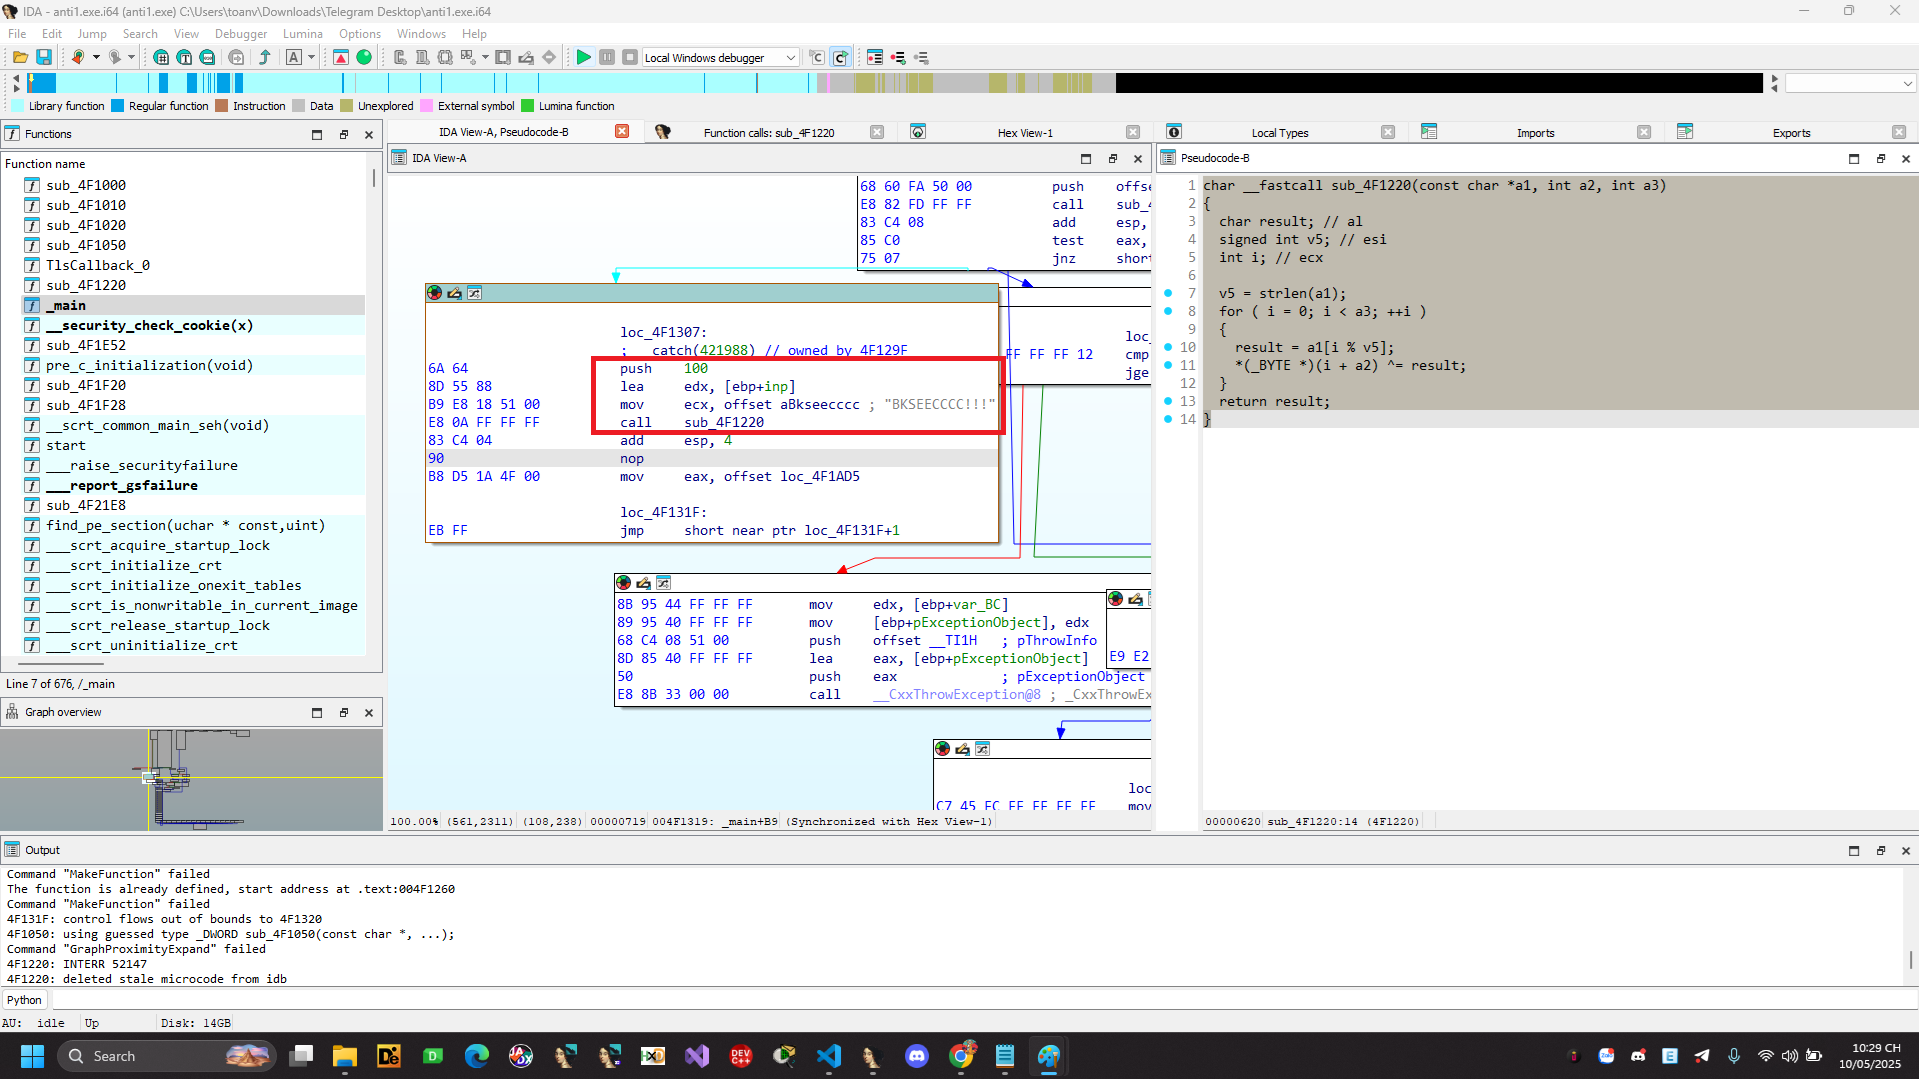 IDA - anti1.exe.i64 (anti1.exe) C:\Users\toanv\Downloads\Telegram Desktop\anti1.exe.i64
File Edit Jump Search View Debugger Lumina Options Windows Help
Local Windows debugger
Library function Regular function Instruction Data Unexplored External symbol Lumina function
Functions
Function name
sub_4F1000
sub_4F1010
sub_4F1020
sub_4F1050
TlsCallback_0
sub_4F1220
_main
__security_check_cookie(x)
sub_4F1E52
pre_c_initialization(void)
sub_4F1F20
sub_4F1F28
__scrt_common_main_seh(void)
start
___raise_securityfailure
___report_gsfailure
sub_4F21E8
find_pe_section(uchar * const,uint)
___scrt_acquire_startup_lock
___scrt_initialize_crt
___scrt_initialize_onexit_tables
___scrt_is_nonwritable_in_current_image
___scrt_release_startup_lock
___scrt_uninitialize_crt
Line 7 of 676, /_main
Graph overview
IDA View-A, Pseudocode-B Function calls: sub_4F1220 Hex View-1 Local Types Imports Exports
IDA View-A
68 60 FA 50 00 push offse
E8 82 FD FF FF call sub_4
83 C4 08 add esp,
85 C0 test eax,
75 07 jnz short
loc_4F1307:
; catch(421988) // owned by 4F129F
6A 64 push 100
8D 55 88 lea edx, [ebp+inp]
B9 E8 18 51 00 mov ecx, offset aBkseecccc ; "BKSEECCCC!!!"
E8 0A FF FF FF call sub_4F1220
83 C4 04 add esp, 4
90 nop
B8 D5 1A 4F 00 mov eax, offset loc_4F1AD5
loc_4F131F:
EB FF jmp short near ptr loc_4F131F+1
loc_
FF FF FF 12 cmp
jge
8B 95 44 FF FF FF mov edx, [ebp+var_BC]
89 95 40 FF FF FF mov [ebp+pExceptionObject], edx
68 C4 08 51 00 push offset __TI1H ; pThrowInfo
8D 85 40 FF FF FF lea eax, [ebp+pExceptionObject]
50 push eax ; pExceptionObject
E8 8B 33 00 00 call __CxxThrowException@8 ; _CxxThrowEx
E9 E2
loc
C7 45 FC FF FF FF FF mov
100.00% (561,2311) (108,238) 00000719 004F1319: _main+B9 (Synchronized with Hex View-1)
Pseudocode-B
1 char __fastcall sub_4F1220(const char *a1, int a2, int a3)
2 {
3 char result; // al
4 signed int v5; // esi
5 int i; // ecx
6
7 v5 = strlen(a1);
8 for ( i = 0; i < a3; ++i )
9 {
10 result = a1[i % v5];
11 *(_BYTE *)(i + a2) ^= result;
12 }
13 return result;
14 }
00000620 sub_4F1220:14 (4F1220)
Output
Command "MakeFunction" failed
The function is already defined, start address at .text:004F1260
Command "MakeFunction" failed
4F131F: control flows out of bounds to 4F1320
4F1050: using guessed type _DWORD sub_4F1050(const char *, ...);
Command "GraphProximityExpand" failed
4F1220: INTERR 52147
4F1220: deleted stale microcode from idb
Python
AU: idle Up Disk: 14GB
Search
10:29 CH
10/05/2025